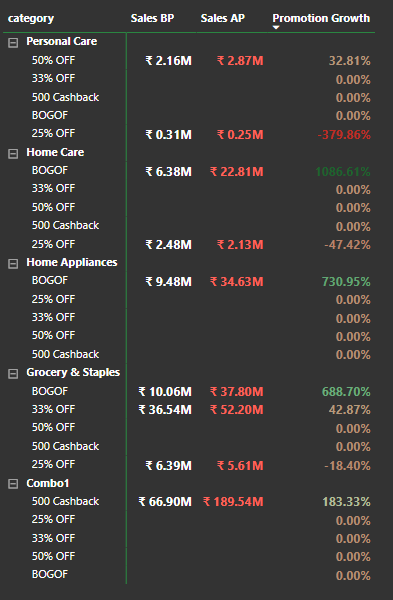 category Sales BP Sales AP Promotion Growth
Personal Care
50% OFF ₹ 2.16M ₹ 2.87M 32.81%
33% OFF 0.00%
500 Cashback 0.00%
BOGOF 0.00%
25% OFF ₹ 0.31M ₹ 0.25M -379.86%
Home Care
BOGOF ₹ 6.38M ₹ 22.81M 1086.61%
33% OFF 0.00%
50% OFF 0.00%
500 Cashback 0.00%
25% OFF ₹ 2.48M ₹ 2.13M -47.42%
Home Appliances
BOGOF ₹ 9.48M ₹ 34.63M 730.95%
25% OFF 0.00%
33% OFF 0.00%
50% OFF 0.00%
500 Cashback 0.00%
Grocery & Staples
BOGOF ₹ 10.06M ₹ 37.80M 688.70%
33% OFF ₹ 36.54M ₹ 52.20M 42.87%
50% OFF 0.00%
500 Cashback 0.00%
25% OFF ₹ 6.39M ₹ 5.61M -18.40%
Combo1
500 Cashback ₹ 66.90M ₹ 189.54M 183.33%
25% OFF 0.00%
33% OFF 0.00%
50% OFF 0.00%
BOGOF 0.00%